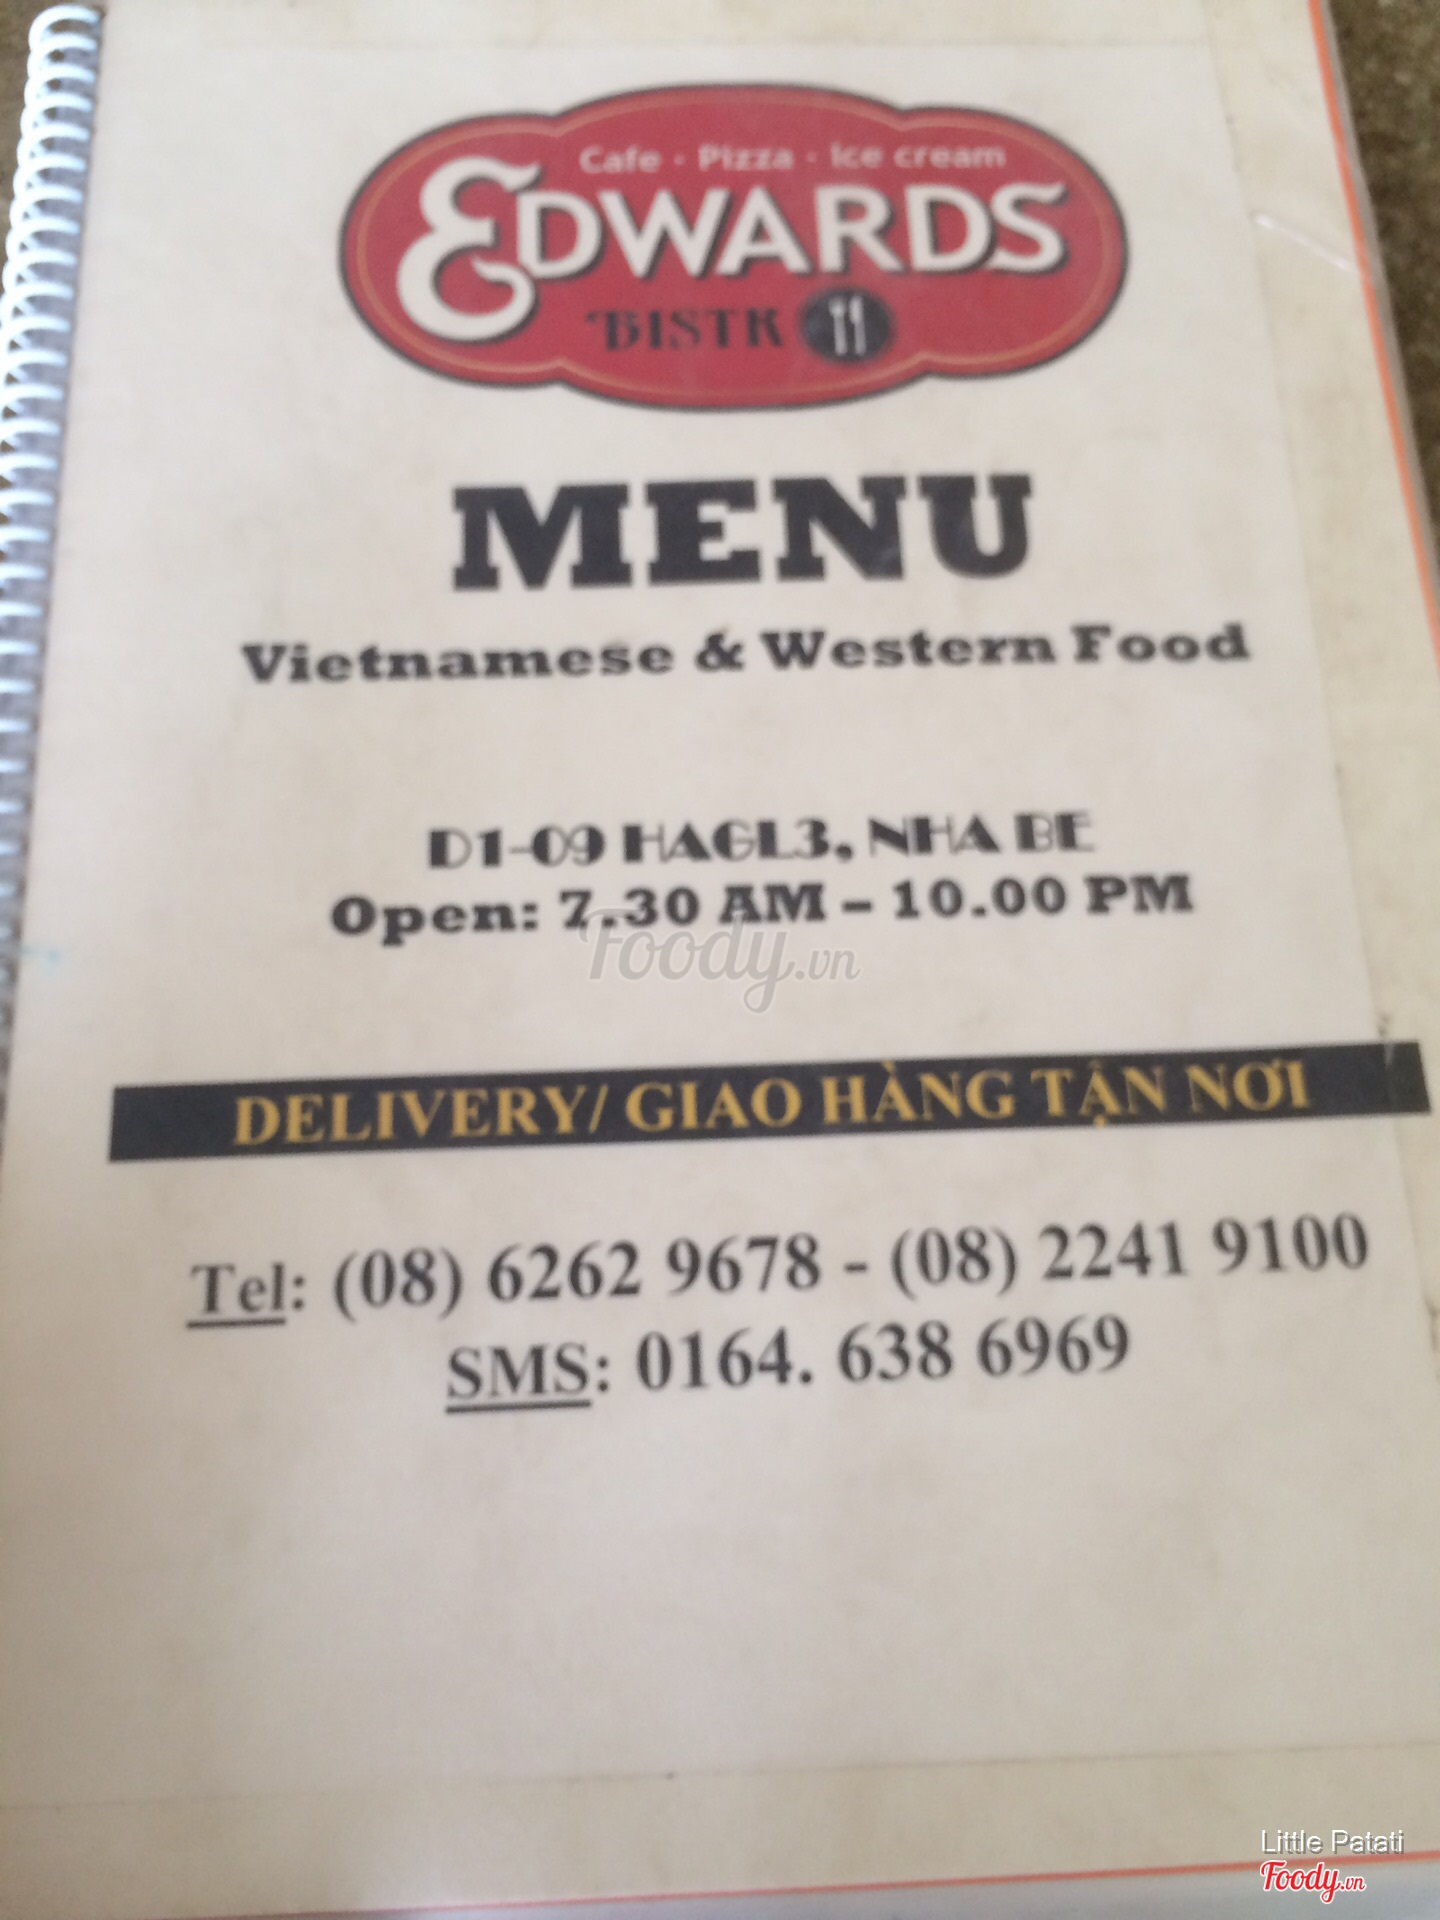 Cafe · Pizza · Ice cream
EDWARDS
BISTR
MENU
Vietnamese & Western Food
D1-09 HAGL3, NHA BE
Open: 7.30 AM – 10.00 PM
Foody.vn
DELIVERY/ GIAO HÀNG TẬN NƠI
Tel: (08) 6262 9678 - (08) 2241 9100
SMS: 0164. 638 6969
Little Patati
Foody.vn